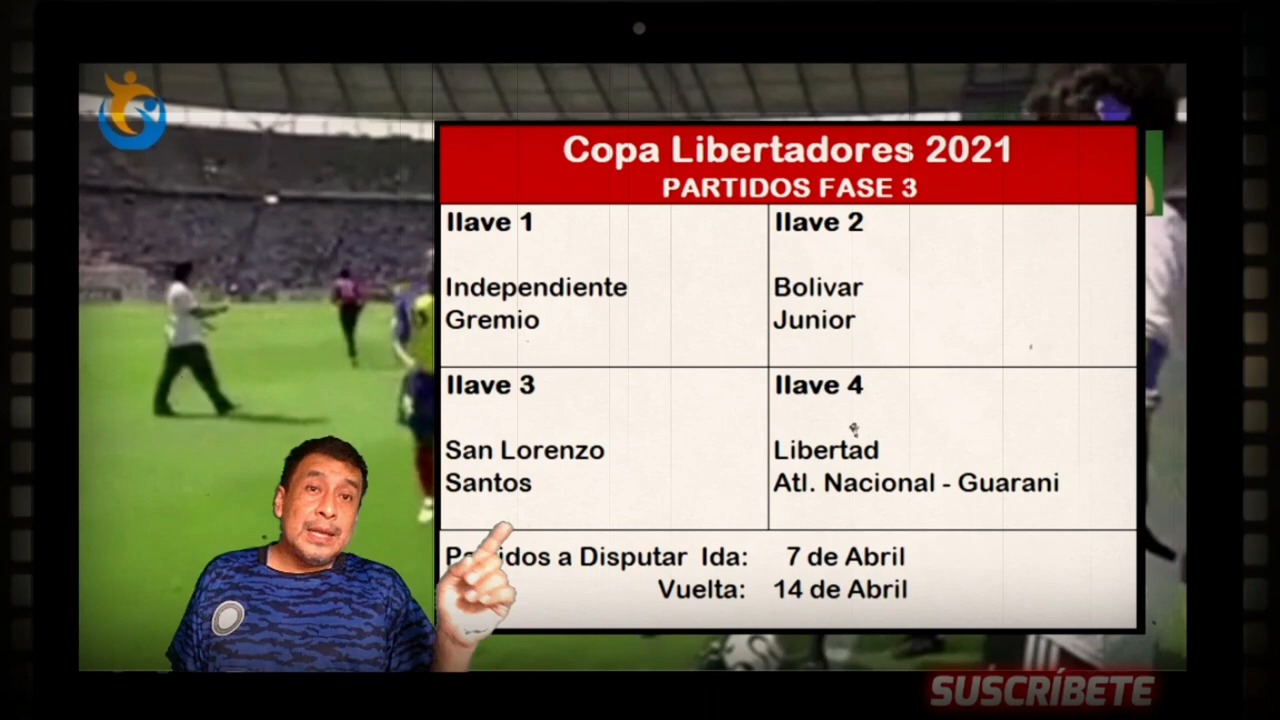 Copa Libertadores 2021
PARTIDOS FASE 3
llave 1
Independiente
Gremio
llave 2
Bolivar
Junior
llave 3
San Lorenzo
Santos
llave 4
Libertad
Atl. Nacional - Guarani
a Disputar Ida: 7 de Abril
Vuelta: 14 de Abril
SUSCRÍBETE